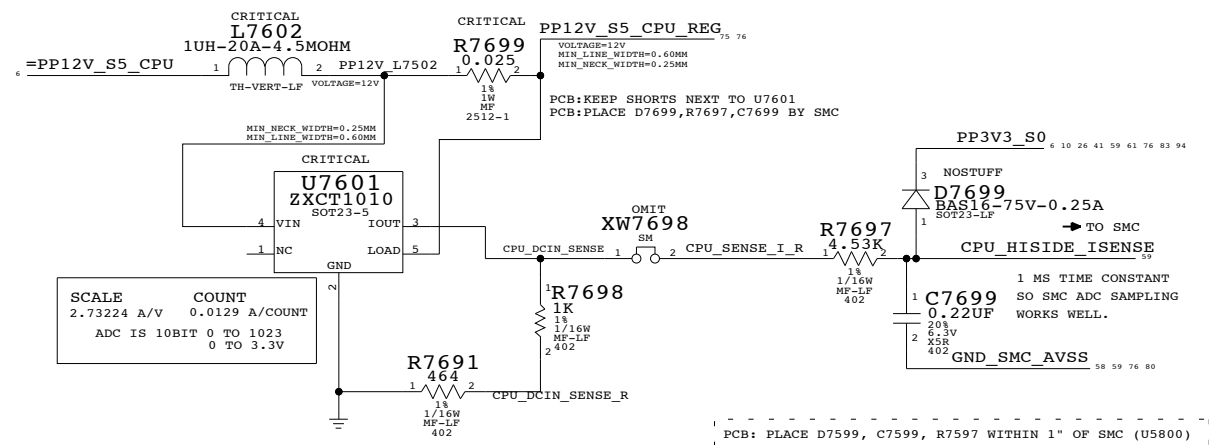 CRITICAL
L7602
1UH-20A-4.5MOHM
6
=PP12V_S5_CPU
1
2
TH-VERT-LF
PP12V_L7502
VOLTAGE=12V
CRITICAL
R7699
0.025
1
2
1%
1W
MF
2512-1
PP12V_S5_CPU_REG
75 76
VOLTAGE=12V
MIN_LINE_WIDTH=0.60MM
MIN_NECK_WIDTH=0.25MM
PCB:KEEP SHORTS NEXT TO U7601
PCB:PLACE D7699,R7697,C7699 BY SMC
MIN_NECK_WIDTH=0.25MM
MIN_LINE_WIDTH=0.60MM
CRITICAL
U7601
ZXCT1010
SOT23-5
4
VIN
IOUT
3
1
NC
LOAD
5
GND
2
PP3V3_S0
6 10 26 41 59 61 76 83 94
3
NOSTUFF
D7699
BAS16-75V-0.25A
SOT23-LF
1
TO SMC
OMIT
XW7698
SM
CPU_DCIN_SENSE
1
2
CPU_SENSE_I_R
R7697
4.53K
1
2
1%
1/16W
MF-LF
402
CPU_HISIDE_ISENSE
59
1 MS TIME CONSTANT
SO SMC ADC SAMPLING
WORKS WELL.
1
C7699
0.22UF
20%
6.3V
X5R
402
2
GND_SMC_AVSS
58 59 76 80
1
R7698
1K
1%
1/16W
MF-LF
402
2
SCALE COUNT
2.73224 A/V 0.0129 A/COUNT
ADC IS 10BIT 0 TO 1023
0 TO 3.3V
R7691
464
1
2
1%
1/16W
MF-LF
402
CPU_DCIN_SENSE_R
PCB: PLACE D7599, C7599, R7597 WITHIN 1" OF SMC (U5800)